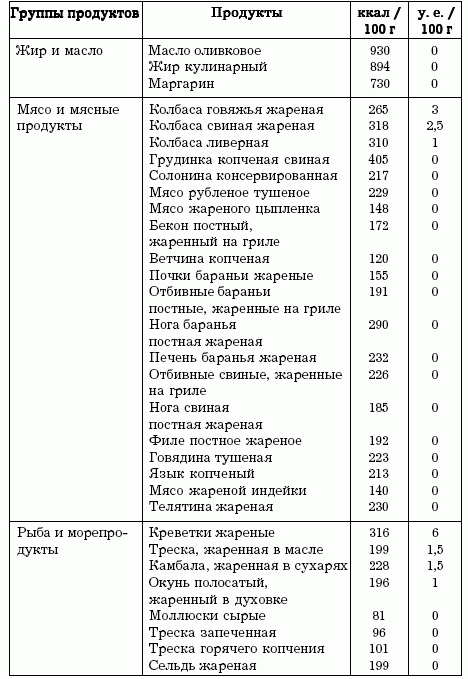 Группы продуктов Продукты ккал / 100 г у. е. / 100 г
Жир и масло Масло оливковое 930 0
Жир кулинарный 894 0
Маргарин 730 0
Мясо и мясные Колбаса говяжья жареная 265 3
продукты Колбаса свиная жареная 318 2,5
Колбаса ливерная 310 1
Грудинка копченая свиная 405 0
Солонина консервированная 217 0
Мясо рубленое тушеное 229 0
Мясо жареного цыпленка 148 0
Бекон постный, 172 0
жаренный на гриле
Ветчина копченая 120 0
Почки бараньи жареные 155 0
Отбивные бараньи 191 0
постные, жаренные на гриле
Нога баранья 290 0
постная жареная
Печень баранья жареная 232 0
Отбивные свиные, жаренные 226 0
на гриле
Нога свиная 185 0
постная жареная
Филе постное жареное 192 0
Говядина тушеная 223 0
Язык копченый 213 0
Мясо жареной индейки 140 0
Телятина жареная 230 0
Рыба и морепро- Креветки жареные 316 6
дукты Треска, жаренная в масле 199 1,5
Камбала, жаренная в сухарях 228 1,5
Окунь полосатый, 196 1
жаренный в духовке
Моллюски сырые 81 0
Треска запеченная 96 0
Треска горячего копчения 101 0
Сельдь жареная 199 0